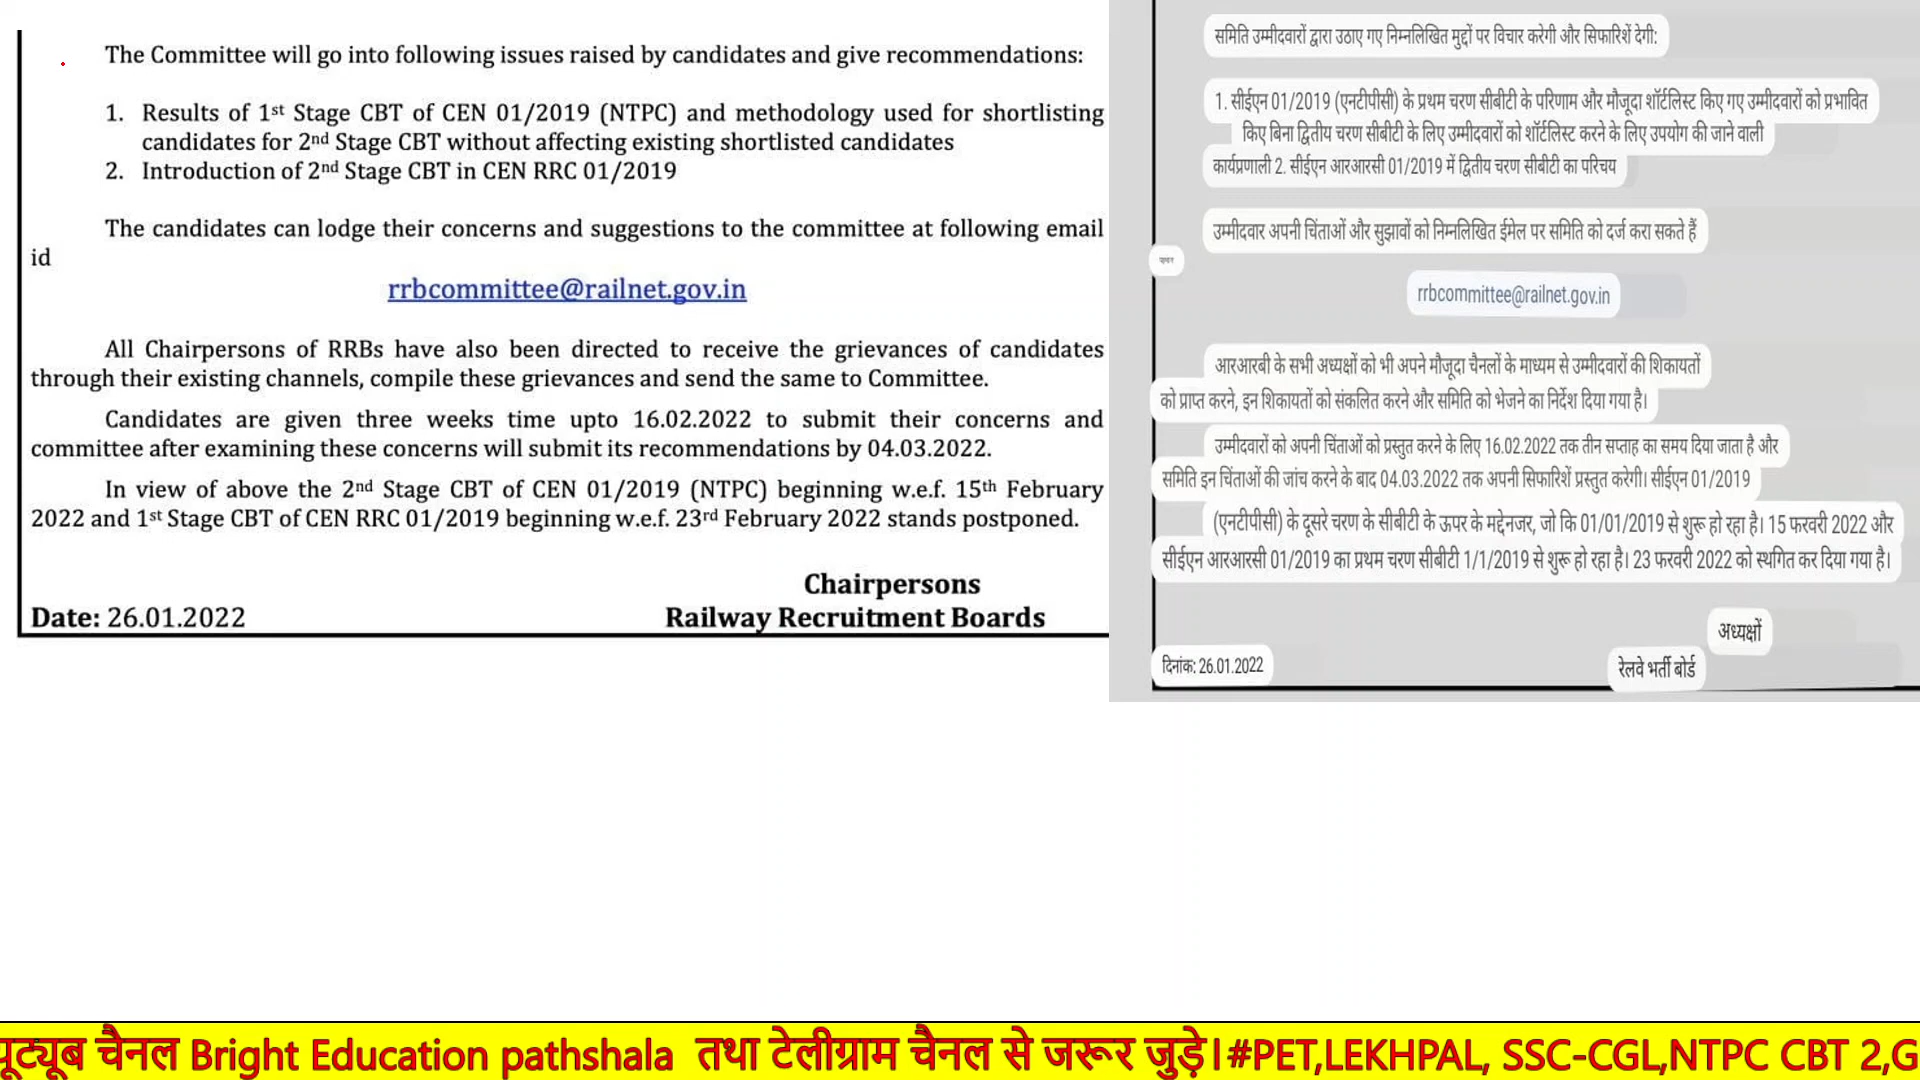 The Committee will go into following issues raised by candidates and give recommendations:
1. Results of 1st Stage CBT of CEN 01/2019 (NTPC) and methodology used for shortlisting
candidates for 2nd Stage CBT without affecting existing shortlisted candidates
2. Introduction of 2nd Stage CBT in CEN RRC 01/2019
The candidates can lodge their concerns and suggestions to the committee at following email
id
rrbcommittee@railnet.gov.in
All Chairpersons of RRBs have also been directed to receive the grievances of candidates
through their existing channels, compile these grievances and send the same to Committee.
Candidates are given three weeks time upto 16.02.2022 to submit their concerns and
committee after examining these concerns will submit its recommendations by 04.03.2022.
In view of above the 2nd Stage CBT of CEN 01/2019 (NTPC) beginning w.e.f. 15th February
2022 and 1st Stage CBT of CEN RRC 01/2019 beginning w.e.f. 23rd February 2022 stands postponed.
Chairpersons
Date: 26.01.2022 Railway Recruitment Boards
समिति उम्मीदवारों द्वारा उठाए गए निम्नलिखित मुद्दों पर विचार करेगी और सिफारिशें देगी:
1. सीईएन 01/2019 (एनटीपीसी) के प्रथम चरण सीबीटी के परिणाम और मौजूदा शॉर्टलिस्ट किए गए उम्मीदवारों को प्रभावित
किए बिना द्वितीय चरण सीबीटी के लिए उम्मीदवारों को शॉर्टलिस्ट करने के लिए उपयोग की जाने वाली
कार्यप्रणाली 2. सीईएन आरआरसी 01/2019 में द्वितीय चरण सीबीटी का परिचय
उम्मीदवार अपनी चिंताओं और सुझावों को निम्नलिखित ईमेल पर समिति को दर्ज करा सकते हैं
rrbcommittee@railnet.gov.in
आरआरबी के सभी अध्यक्षों को भी अपने मौजूदा चैनलों के माध्यम से उम्मीदवारों की शिकायतों
को प्राप्त करने, इन शिकायतों को संकलित करने और समिति को भेजने का निर्देश दिया गया है।
उम्मीदवारों को अपनी चिंताओं को प्रस्तुत करने के लिए 16.02.2022 तक तीन सप्ताह का समय दिया जाता है और
समिति इन चिंताओं की जांच करने के बाद 04.03.2022 तक अपनी सिफारिशें प्रस्तुत करेगी। सीईएन 01/2019
(एनटीपीसी) के दूसरे चरण के सीबीटी के ऊपर के मद्देनजर, जो कि 01/01/2019 से शुरू हो रहा है। 15 फरवरी 2022 और
सीईएन आरआरसी 01/2019 का प्रथम चरण सीबीटी 1/1/2019 से शुरू हो रहा है। 23 फरवरी 2022 को स्थगित कर दिया गया है।
अध्यक्षों
दिनांक: 26.01.2022 रेलवे भर्ती बोर्ड
यूट्यूब चैनल Bright Education pathshala तथा टेलीग्राम चैनल से जरूर जुड़े।#PET,LEKHPAL, SSC-CGL,NTPC CBT 2,G